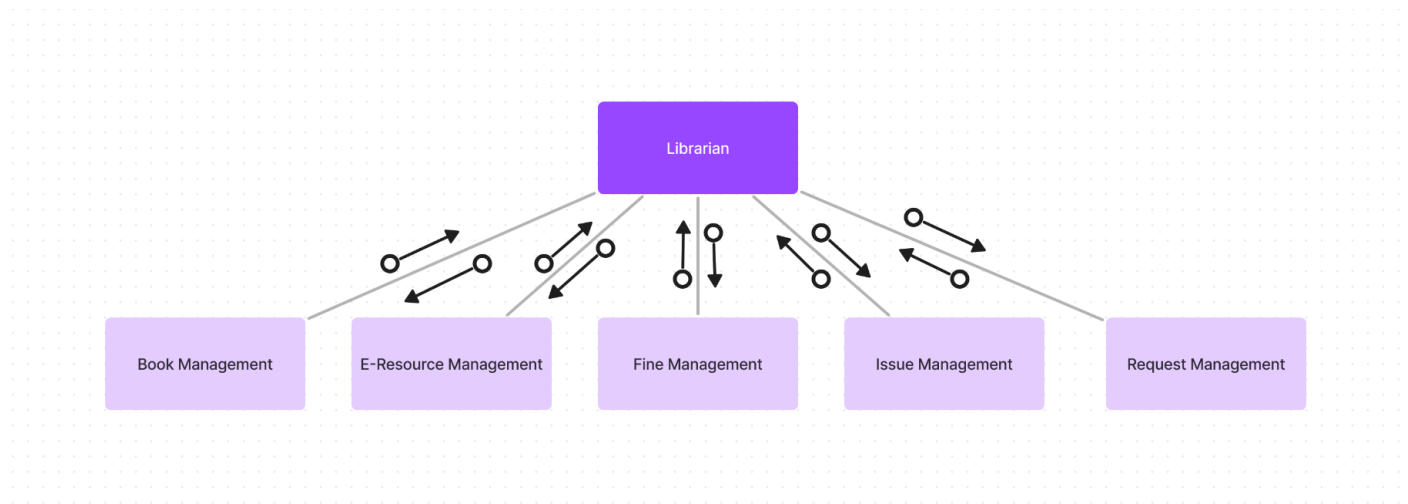 Librarian
Book Management
E-Resource Management
Fine Management
Issue Management
Request Management